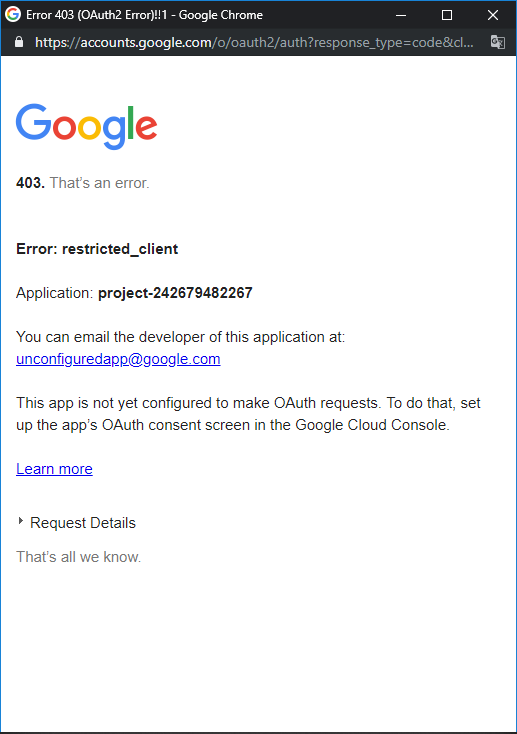 Error 403 (OAuth2 Error)!!1 - Google Chrome
https://accounts.google.com/o/oauth2/auth?response_type=code&cl...
Google
403. That's an error.
Error: restricted_client
Application: project-242679482267
You can email the developer of this application at:
unconfiguredapp@google.com
This app is not yet configured to make OAuth requests. To do that, set
up the app's OAuth consent screen in the Google Cloud Console.
Learn more
Request Details
That's all we know.